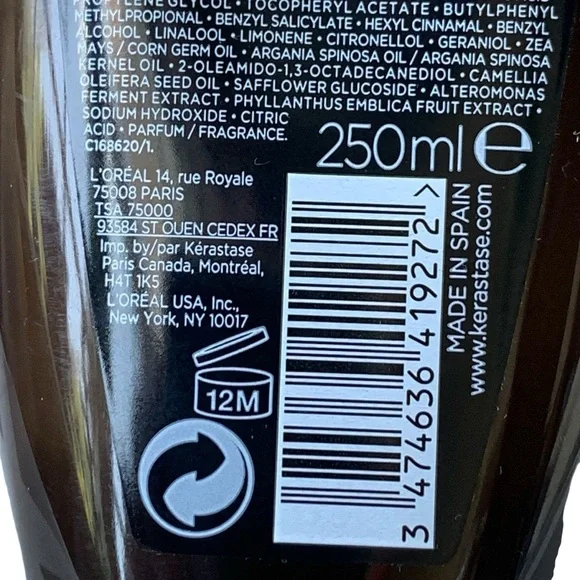 PROPYLENE GLYCOL • TOCOPHERYL ACETATE • BUTYLPHENYL
METHYLPROPIONAL • BENZYL SALICYLATE • HEXYL CINNAMAL • BENZYL
ALCOHOL • LINALOOL • LIMONENE • CITRONELLOL • GERANIOL • ZEA
MAYS / CORN GERM OIL • ARGANIA SPINOSA OIL / ARGANIA SPINOSA
KERNEL OIL • 2-OLEAMIDO-1,3-OCTADECANEDIOL • CAMELLIA
OLEIFERA SEED OIL • SAFFLOWER GLUCOSIDE • ALTEROMONAS
FERMENT EXTRACT • PHYLLANTHUS EMBLICA FRUIT EXTRACT •
SODIUM HYDROXIDE • CITRIC
ACID • PARFUM / FRAGRANCE.
C168620/1.
250ml e
L'ORÉAL 14, rue Royale
75008 PARIS
TSA 75000
93584 ST OUEN CEDEX FR
Imp. by/par Kérastase
Paris Canada, Montréal,
H4T 1K5
L'ORÉAL USA, Inc.,
New York, NY 10017
12M
3 474636 419272 >
MADE IN SPAIN
www.kerastase.com